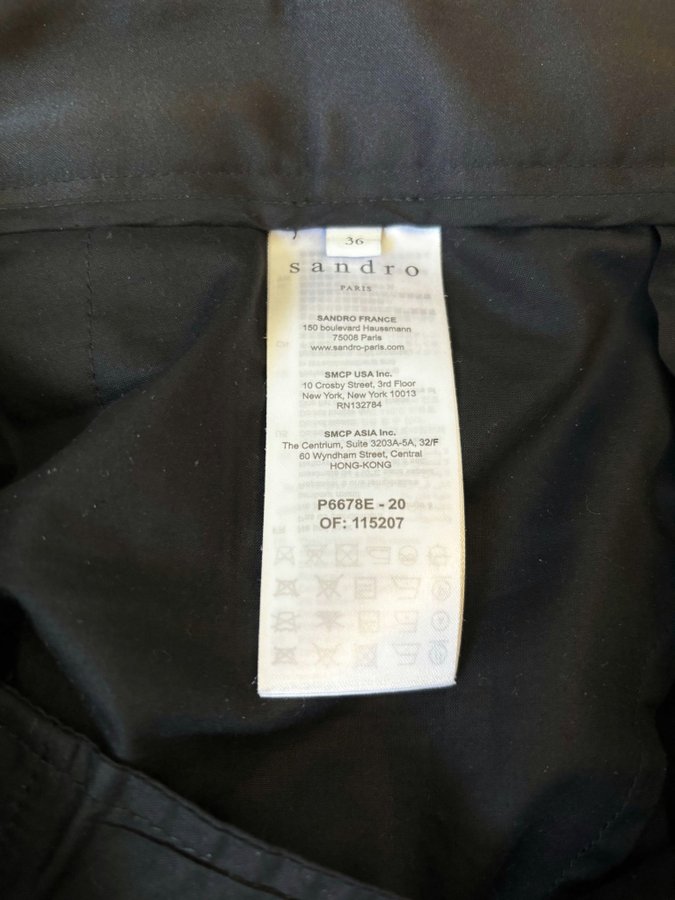 36
sandro
PARIS
SANDRO FRANCE
150 boulevard Haussmann
75008 Paris
www.sandro-paris.com
SMCP USA Inc.
10 Crosby Street, 3rd Floor
New York, New York 10013
RN132784
SMCP ASIA Inc.
The Centrium, Suite 3203A-5A, 32/F
60 Wyndham Street, Central
HONG-KONG
P6678E - 20
OF: 115207